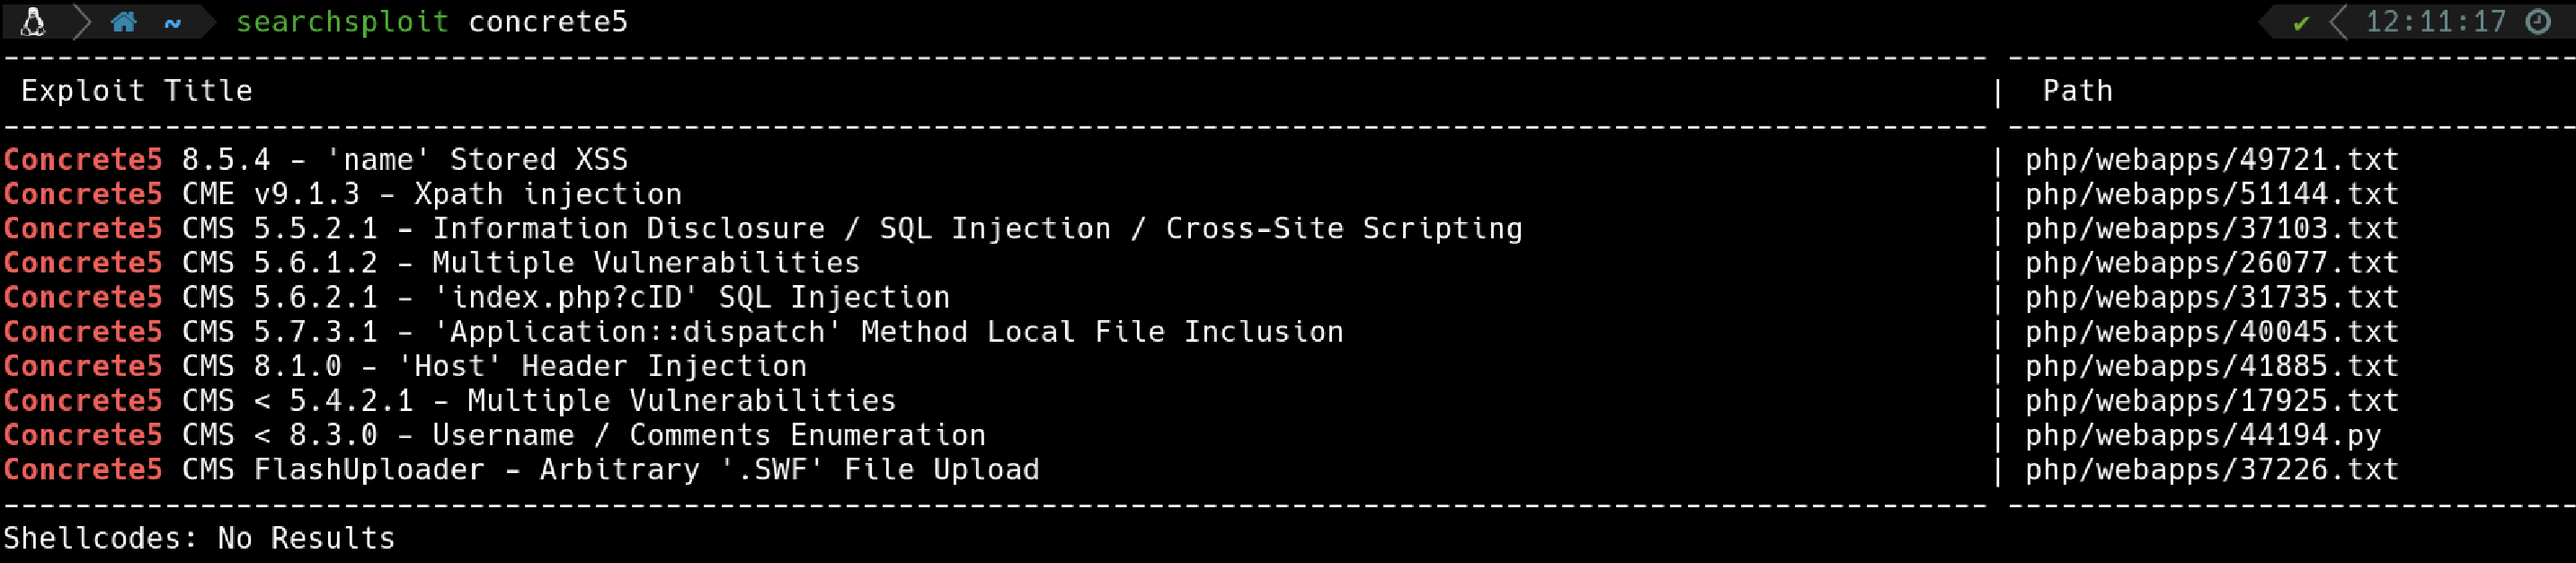 ~ searchsploit concrete5 ✔ 12:11:17
Exploit Title | Path
Concrete5 8.5.4 - 'name' Stored XSS | php/webapps/49721.txt
Concrete5 CME v9.1.3 - Xpath injection | php/webapps/51144.txt
Concrete5 CMS 5.5.2.1 - Information Disclosure / SQL Injection / Cross-Site Scripting | php/webapps/37103.txt
Concrete5 CMS 5.6.1.2 - Multiple Vulnerabilities | php/webapps/26077.txt
Concrete5 CMS 5.6.2.1 - 'index.php?cID' SQL Injection | php/webapps/31735.txt
Concrete5 CMS 5.7.3.1 - 'Application::dispatch' Method Local File Inclusion | php/webapps/40045.txt
Concrete5 CMS 8.1.0 - 'Host' Header Injection | php/webapps/41885.txt
Concrete5 CMS < 5.4.2.1 - Multiple Vulnerabilities | php/webapps/17925.txt
Concrete5 CMS < 8.3.0 - Username / Comments Enumeration | php/webapps/44194.py
Concrete5 CMS FlashUploader - Arbitrary '.SWF' File Upload | php/webapps/37226.txt
Shellcodes: No Results